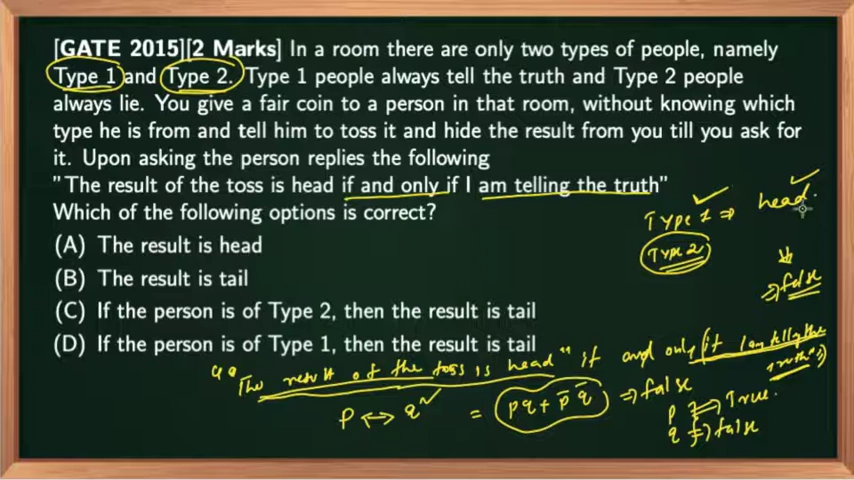 [GATE 2015][2 Marks] In a room there are only two types of people, namely
Type 1 and Type 2. Type 1 people always tell the truth and Type 2 people
always lie. You give a fair coin to a person in that room, without knowing which
type he is from and tell him to toss it and hide the result from you till you ask for
it. Upon asking the person replies the following
"The result of the toss is head if and only if I am telling the truth"
Which of the following options is correct?
(A) The result is head
(B) The result is tail
(C) If the person is of Type 2, then the result is tail
(D) If the person is of Type 1, then the result is tail
Type 1 ⇒ head.
Type 2
⇒ false
"The result of the toss is head" if and only if I am telling the
truth"
P ↔ q = pq + p̄ q̄ ⇒ false
p ⇒ True.
q ⇒ false